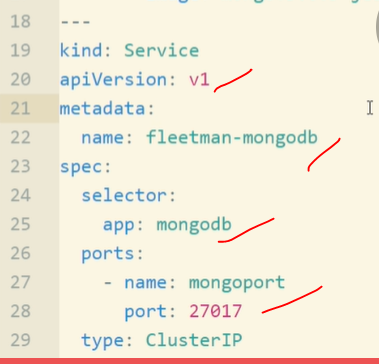 18 ---
19 kind: Service
20 apiVersion: v1
21 metadata:
22   name: fleetman-mongodb
23 spec:
24   selector:
25     app: mongodb
26   ports:
27     - name: mongoport
28       port: 27017
29   type: ClusterIP